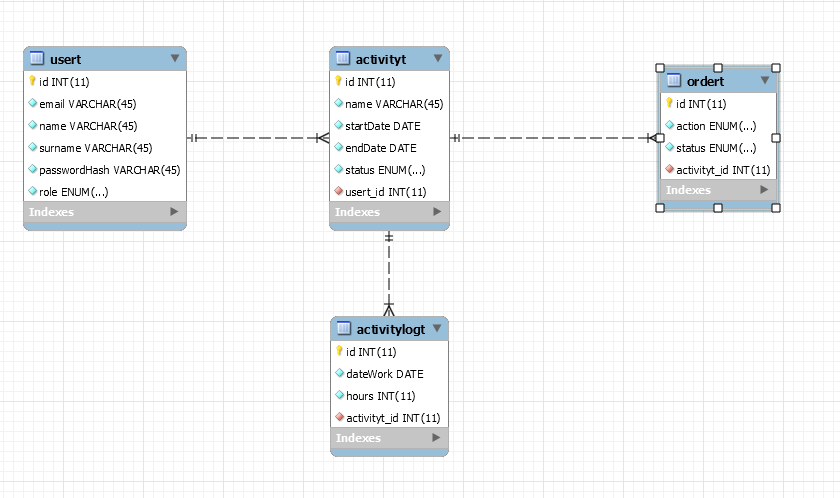 usert
id INT(11)
email VARCHAR(45)
name VARCHAR(45)
surname VARCHAR(45)
passwordHash VARCHAR(45)
role ENUM(...)
Indexes
activityt
id INT(11)
name VARCHAR(45)
startDate DATE
endDate DATE
status ENUM(...)
usert_id INT(11)
Indexes
ordert
id INT(11)
action ENUM(...)
status ENUM(...)
activityt_id INT(11)
Indexes
activitylogt
id INT(11)
dateWork DATE
hours INT(11)
activityt_id INT(11)
Indexes